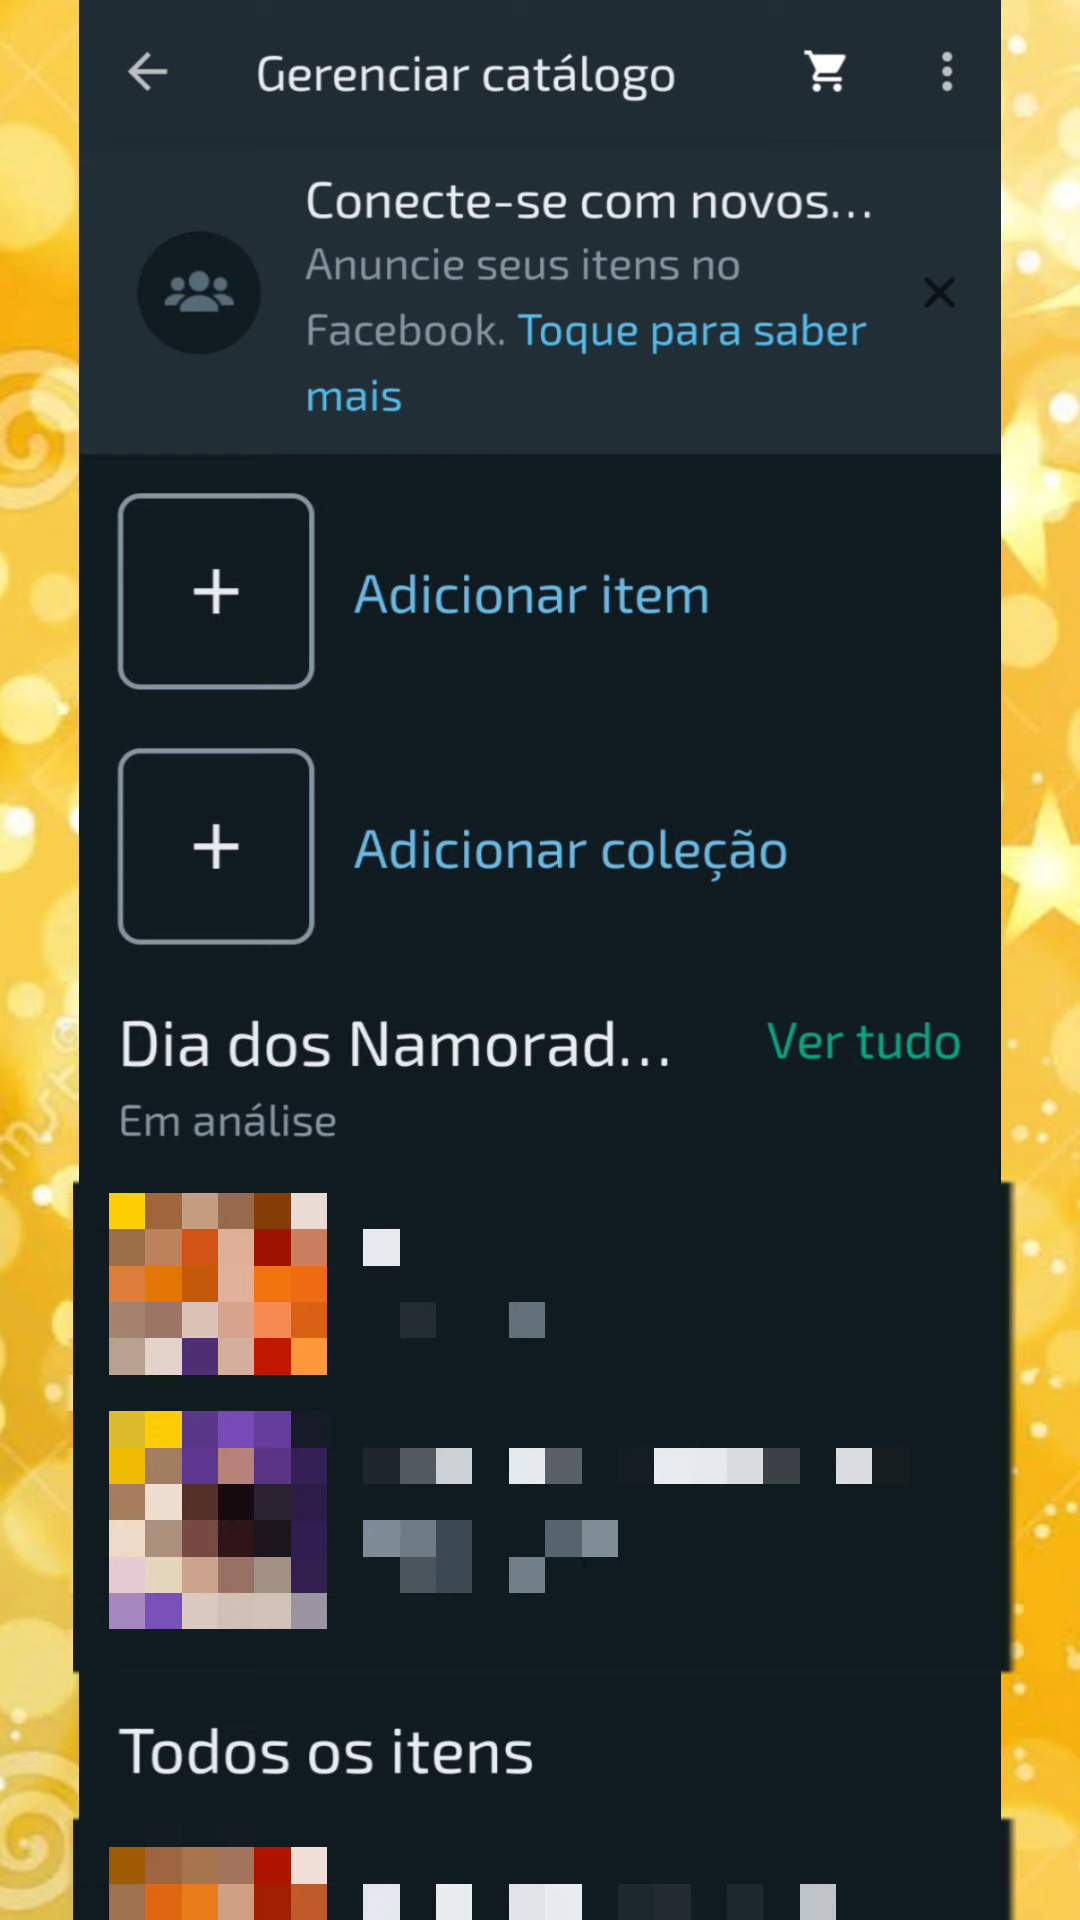 Gerenciar catálogo
Conecte-se com novos...
Anuncie seus itens no
Facebook. Toque para saber
mais
Adicionar item
Adicionar coleção
Dia dos Namorad...
Ver tudo
Em análise
Todos os itens